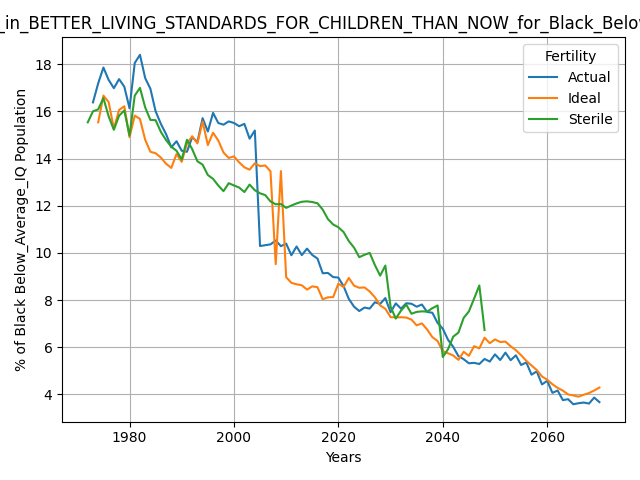 _in_BETTER_LIVING_STANDARDS_FOR_CHILDREN_THAN_NOW_for_Black_Below
% of Black Below_Average_IQ Population
18
16
14
12
10
8
6
4
Fertility
Actual
Ideal
Sterile
1980
2000
2020
2040
2060
Years